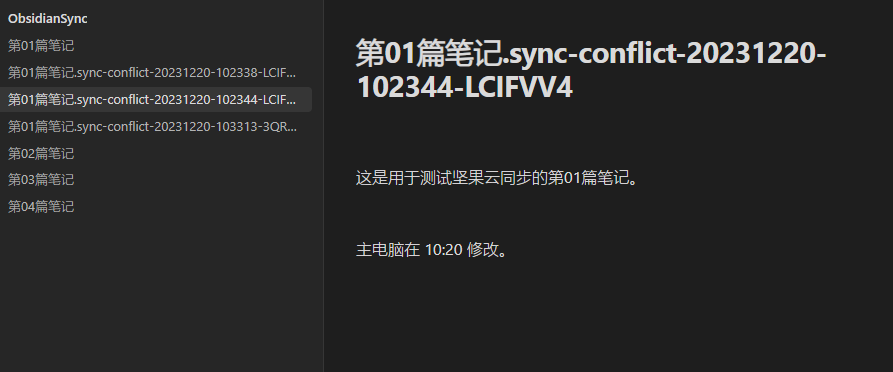 ObsidianSync
第01篇笔记
第01篇笔记.sync-conflict-20231220-102338-LCIF...
第01篇笔记.sync-conflict-20231220-102344-LCIF...
第01篇笔记.sync-conflict-20231220-103313-3QR...
第02篇笔记
第03篇笔记
第04篇笔记
第01篇笔记.sync-conflict-20231220-
102344-LCIFVV4
这是用于测试坚果云同步的第01篇笔记。
主电脑在 10:20 修改。